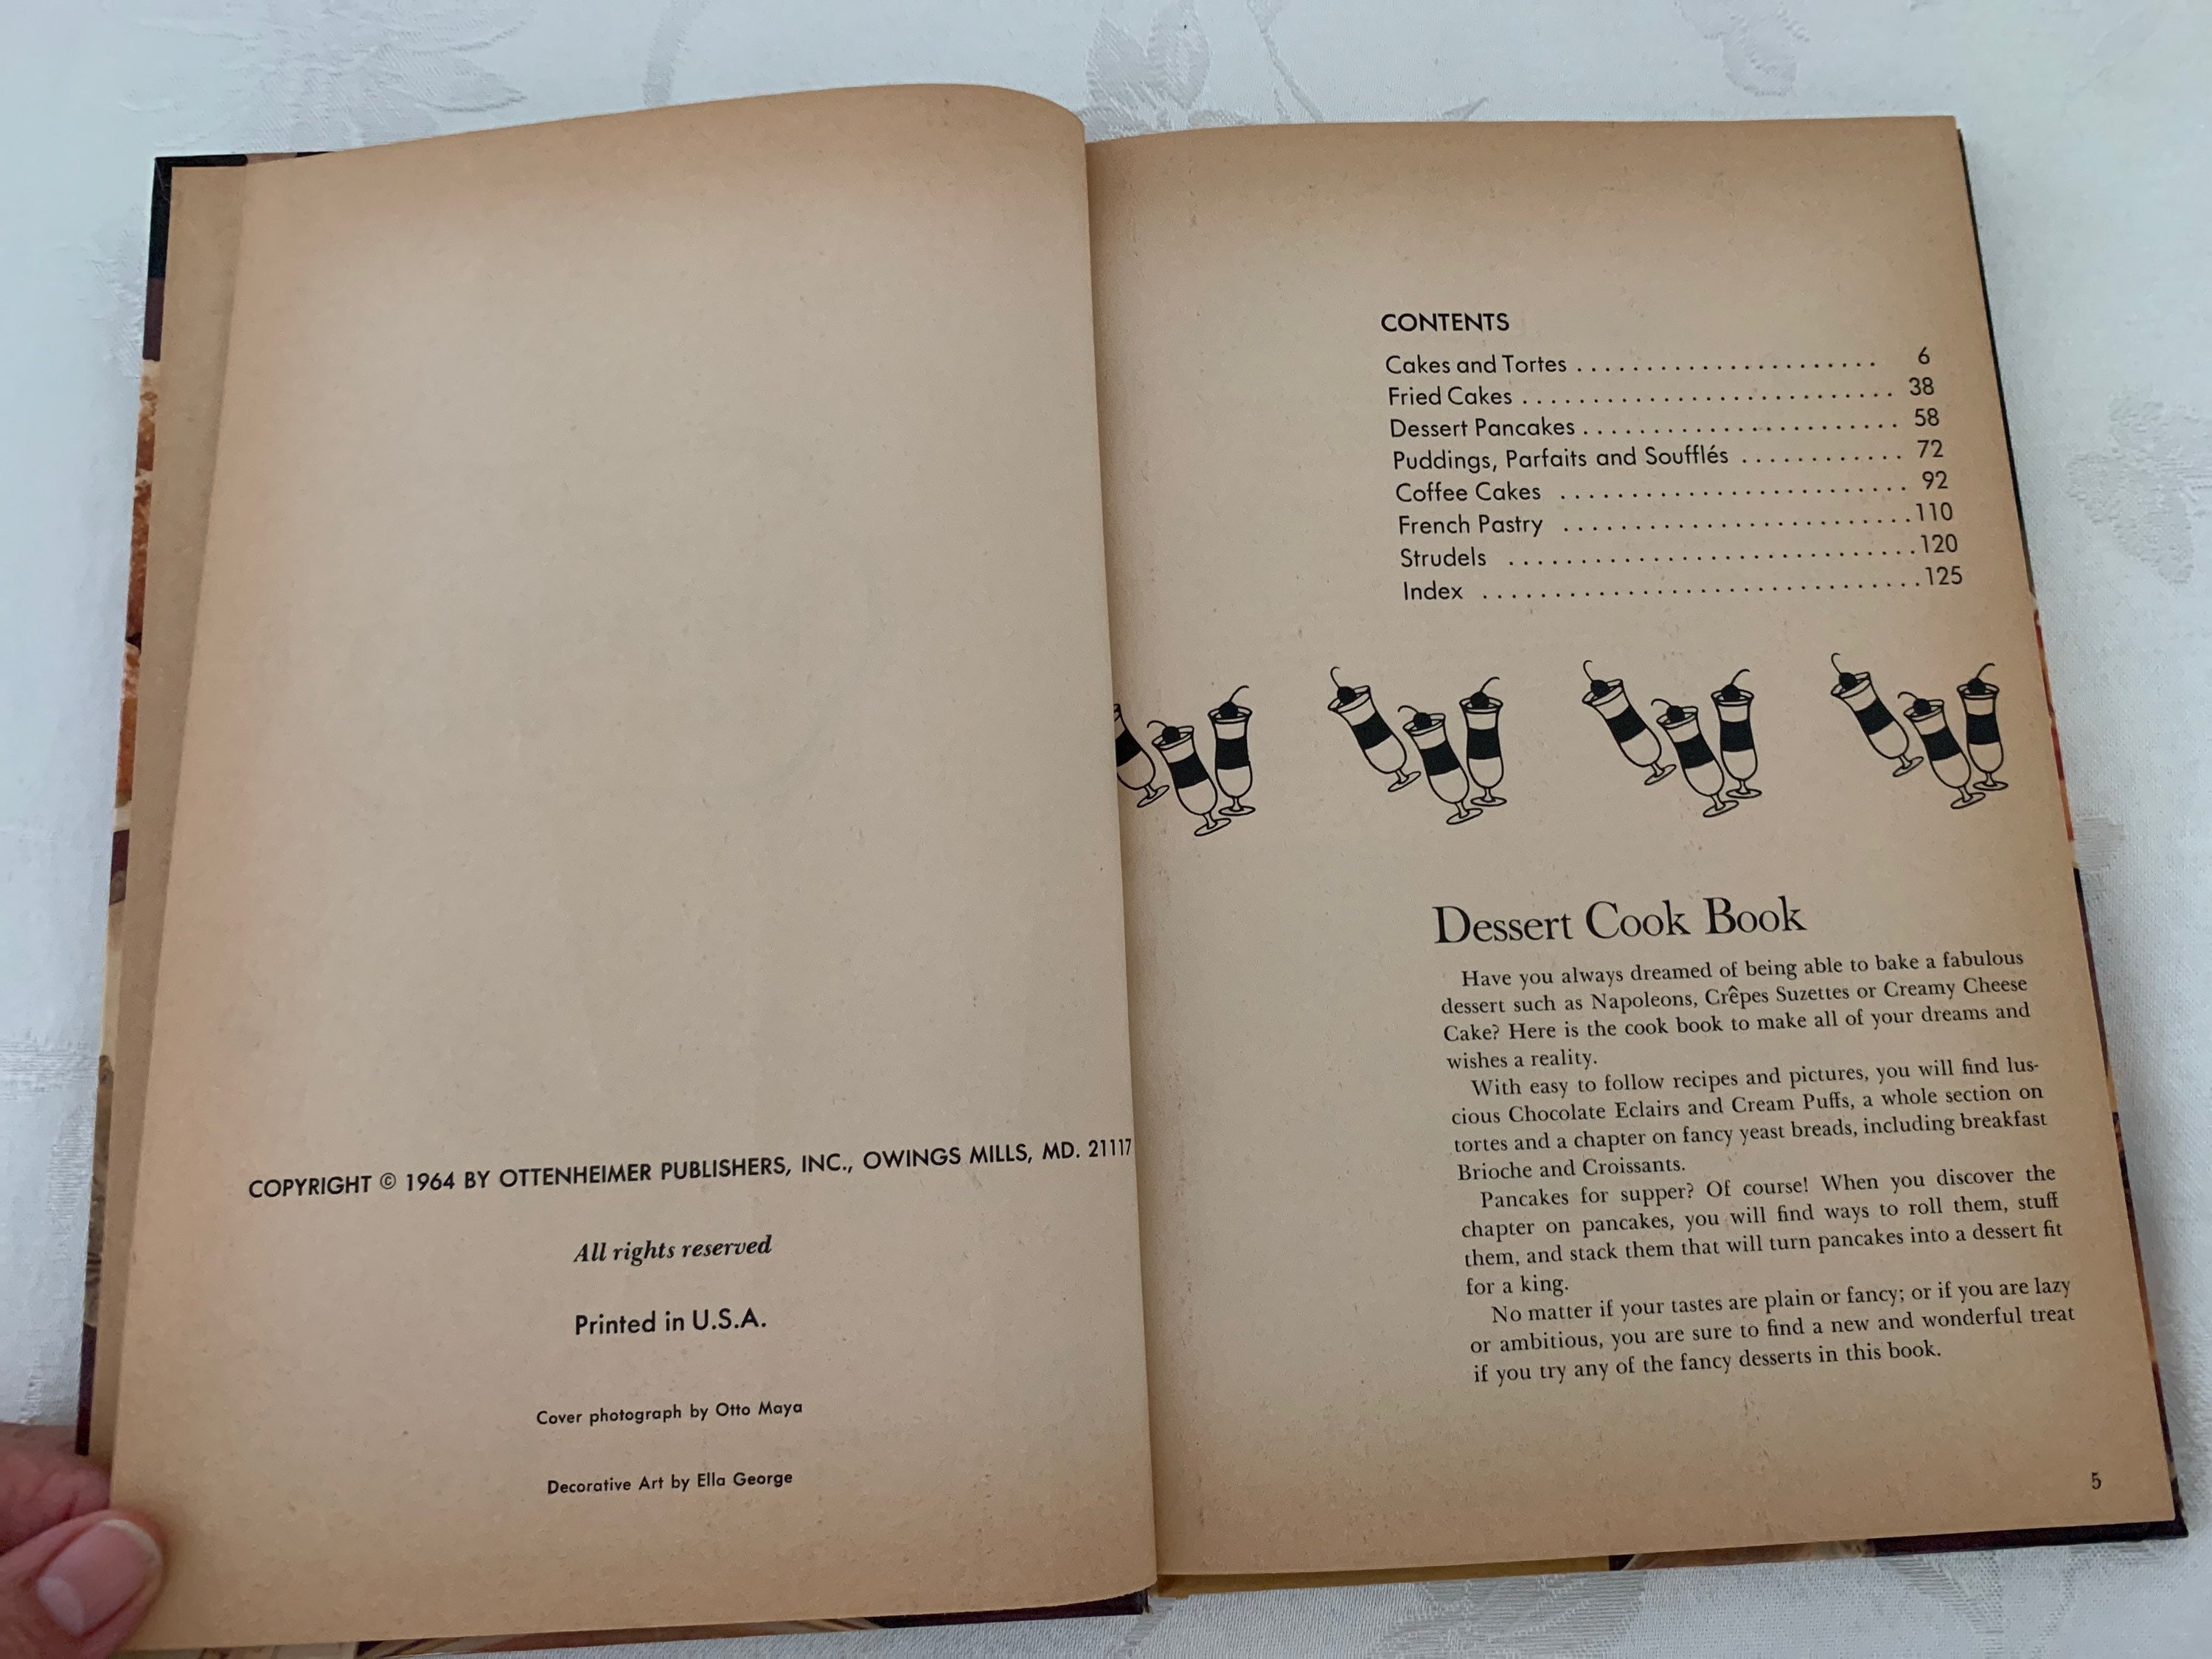 COPYRIGHT © 1964 BY OTTENHEIMER PUBLISHERS, INC., OWINGS MILLS, MD. 21117
All rights reserved
Printed in U.S.A.
Cover photograph by Otto Maya
Decorative Art by Ella George
CONTENTS
Cakes and Tortes . . . . . . . . . . . . . . . . . . . . . . 6
Fried Cakes . . . . . . . . . . . . . . . . . . . . . . . . . . . 38
Dessert Pancakes . . . . . . . . . . . . . . . . . . . . . . . 58
Puddings, Parfaits and Soufflés . . . . . . . . . . . . 72
Coffee Cakes . . . . . . . . . . . . . . . . . . . . . . . . . 92
French Pastry . . . . . . . . . . . . . . . . . . . . . . . . .110
Strudels . . . . . . . . . . . . . . . . . . . . . . . . . . . . .120
Index . . . . . . . . . . . . . . . . . . . . . . . . . . . . . . .125
Dessert Cook Book
Have you always dreamed of being able to bake a fabulous
dessert such as Napoleons, Crêpes Suzettes or Creamy Cheese
Cake? Here is the cook book to make all of your dreams and
wishes a reality.
With easy to follow recipes and pictures, you will find lus-
cious Chocolate Eclairs and Cream Puffs, a whole section on
tortes and a chapter on fancy yeast breads, including breakfast
Brioche and Croissants.
Pancakes for supper? Of course! When you discover the
chapter on pancakes, you will find ways to roll them, stuff
them, and stack them that will turn pancakes into a dessert fit
for a king.
No matter if your tastes are plain or fancy; or if you are lazy
or ambitious, you are sure to find a new and wonderful treat
if you try any of the fancy desserts in this book.
5